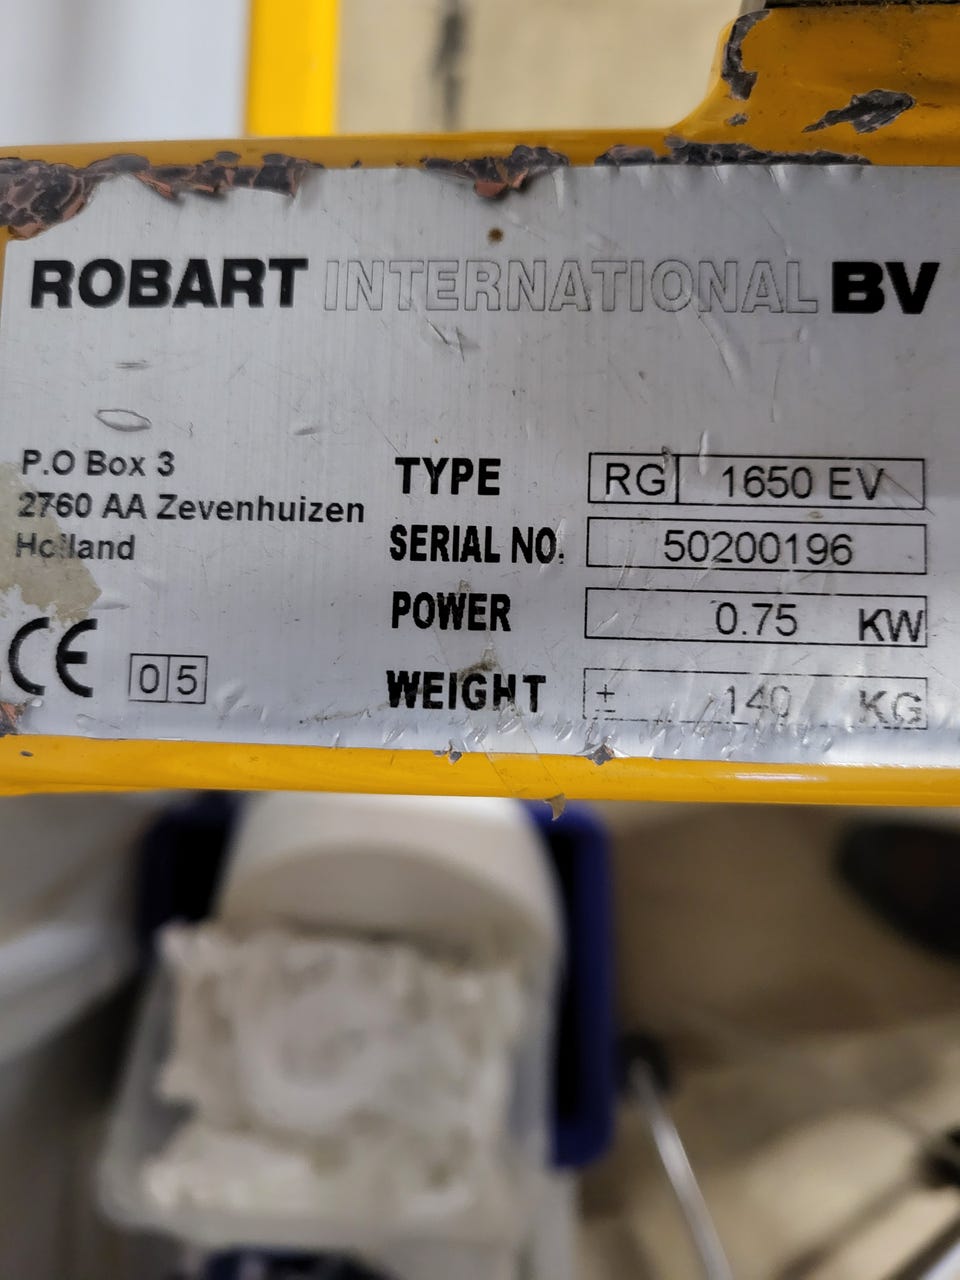 ROBART INTERNATIONAL BV
P.O Box 3
2760 AA Zevenhuizen
Holland
CE 05
TYPE RG 1650 EV
SERIAL NO. 50200196
POWER 0.75 KW
WEIGHT ± 140 KG